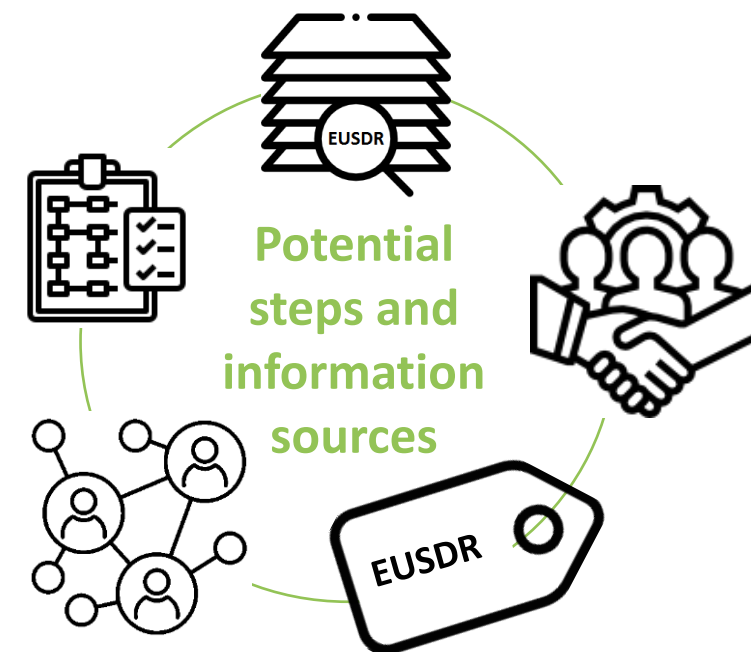 EUSDR
Potential
steps and
information
sources
EUSDR